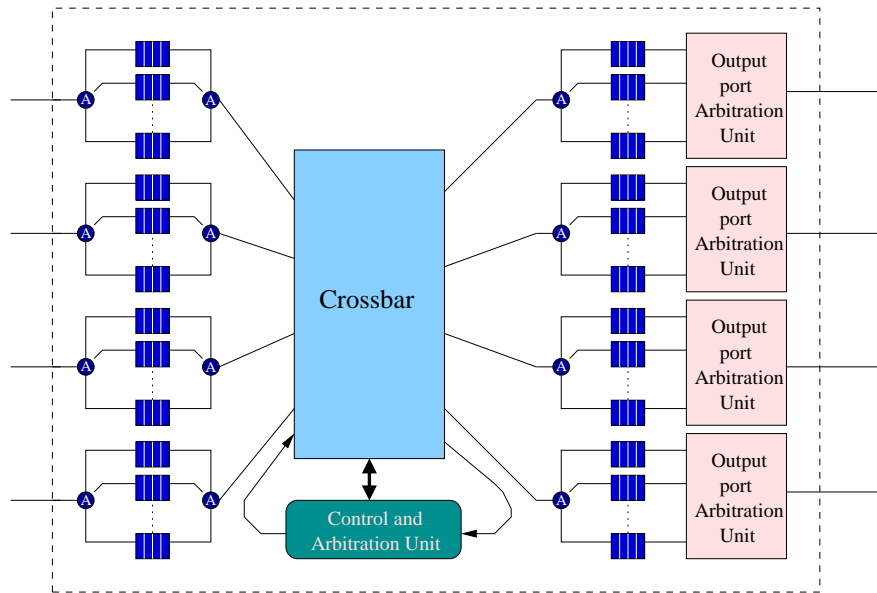 A
A
A
Output
port
Arbitration
Unit
A
A
A
Output
port
Arbitration
Unit
Crossbar
A
A
A
Output
port
Arbitration
Unit
A
A
A
Output
port
Arbitration
Unit
Control and
Arbitration Unit